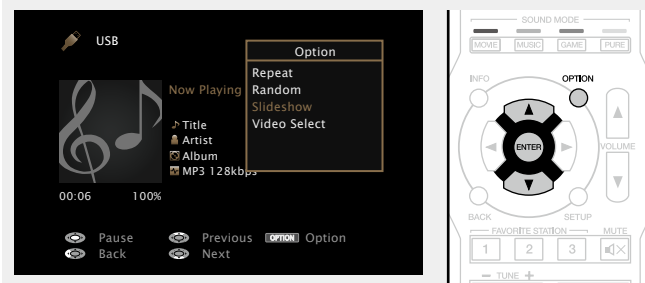 USB
Option
Repeat
Random
Slideshow
Video Select
Now Playing
Title
Artist
Album
MP3 128kbps
00:06 100%
Pause Previous OPTION Option
Back Next
SOUND MODE
MOVIE MUSIC GAME PURE
INFO OPTION
ENTER
VOLUME
BACK SETUP
FAVORITE STATION MUTE
1 2 3
− TUNE +